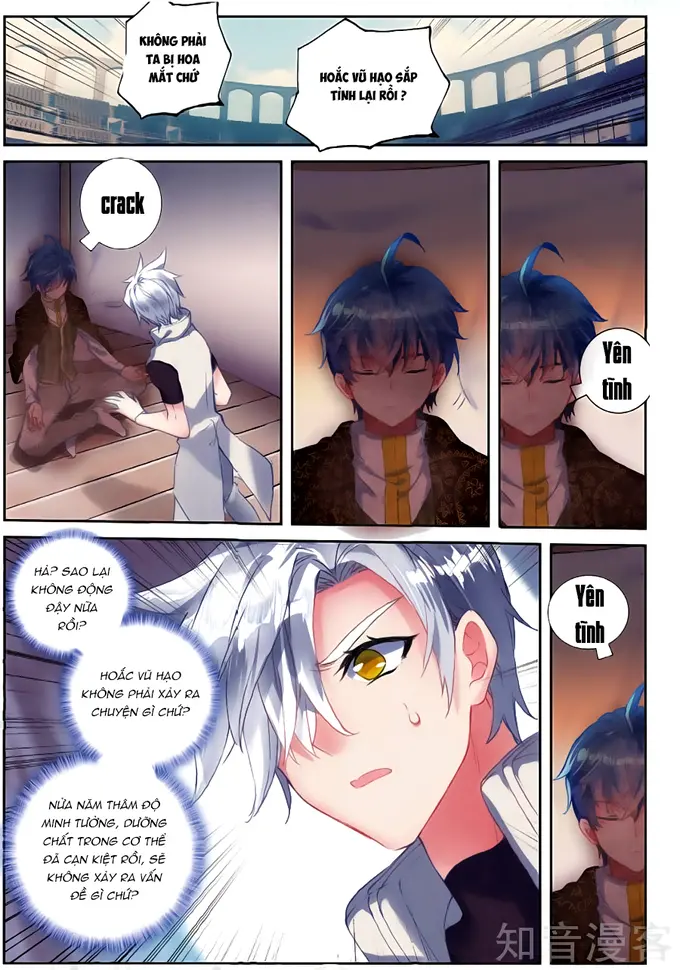 KHÔNG PHẢI
TA BỊ HOA
MẮT CHỨ
HOẮC VŨ HẠO SẮP
TỈNH LẠI RỒI ?
crack
Yên
tĩnh
Yên
tĩnh
HẢ? SAO LẠI
KHÔNG ĐỘNG
ĐẬY NỮA
RỒI?
HOẮC VŨ HẠO
KHÔNG PHẢI XẢY RA
CHUYỆN GÌ CHỨ?
NỬA NĂM THÂM ĐỘ
MINH TƯỞNG, DƯỠNG
CHẤT TRONG CƠ THỂ
ĐÃ CẠN KIỆT RỒI, SẼ
KHÔNG XẢY RA VẤN
ĐỀ GÌ CHỨ?
知音漫客